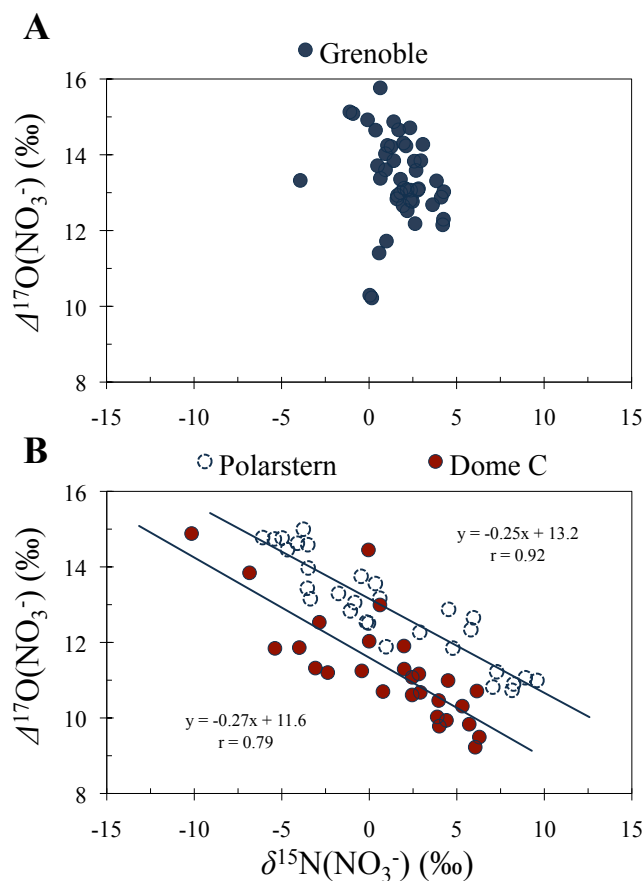 A
Grenoble
16
14
12
10
8
Δ¹⁷O(NO₃⁻) (‰)
-15 -10 -5 0 5 10 15
B
Polarstern Dome C
16
14
12
10
8
Δ¹⁷O(NO₃⁻) (‰)
y = -0.25x + 13.2
r = 0.92
y = -0.27x + 11.6
r = 0.79
-15 -10 -5 0 5 10 15
δ¹⁵N(NO₃⁻) (‰)